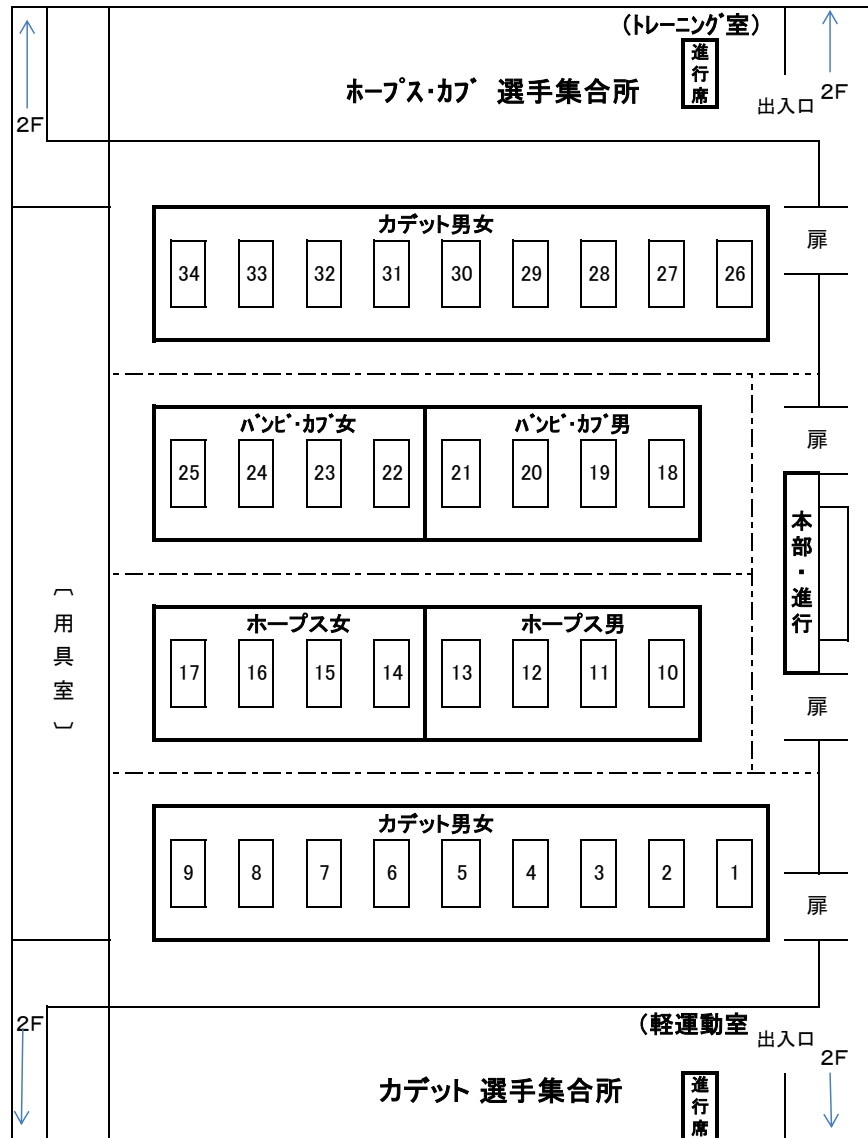 (トレーニング室)
進行席
ホープス・カブ 選手集合所
出入口
2F
2F
カデット男女
扉
34 33 32 31 30 29 28 27 26
バンビ・カブ女 バンビ・カブ男
扉
25 24 23 22 21 20 19 18
本部・進行
〔用具室〕
ホープス女 ホープス男
17 16 15 14 13 12 11 10
扉
カデット男女
9 8 7 6 5 4 3 2 1
扉
2F
(軽運動室
出入口
2F
カデット 選手集合所
進行席